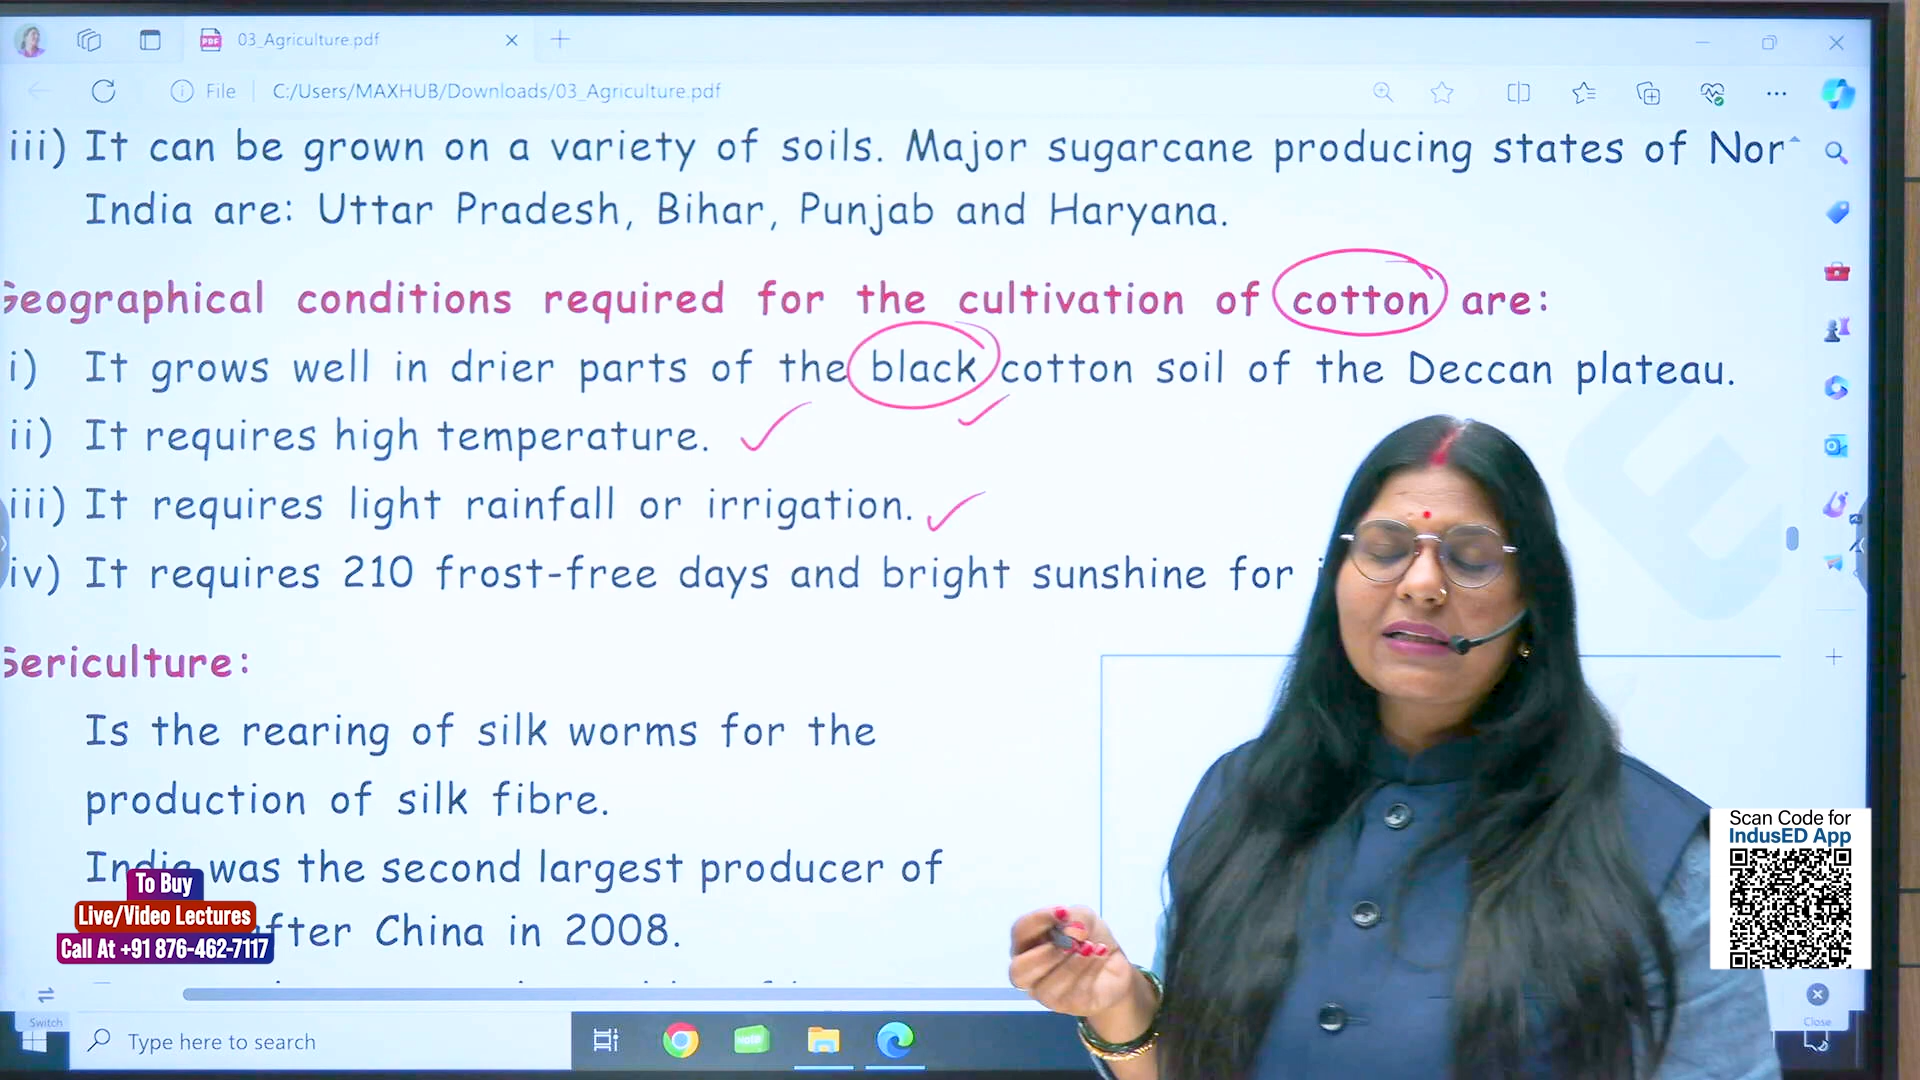 03_Agriculture.pdf
File
C:/Users/MAXHUB/Downloads/03_Agriculture.pdf
iii) It can be grown on a variety of soils. Major sugarcane producing states of Nor
India are: Uttar Pradesh, Bihar, Punjab and Haryana.
Geographical conditions required for the cultivation of cotton are:
i) It grows well in drier parts of the black cotton soil of the Deccan plateau.
ii) It requires high temperature.
iii) It requires light rainfall or irrigation.
iv) It requires 210 frost-free days and bright sunshine for
Sericulture:
Is the rearing of silk worms for the
production of silk fibre.
India was the second largest producer of
after China in 2008.
To Buy
Live/Video Lectures
Call At +91 876-462-7117
Scan Code for
IndusED App
Switch
Type here to search
Close